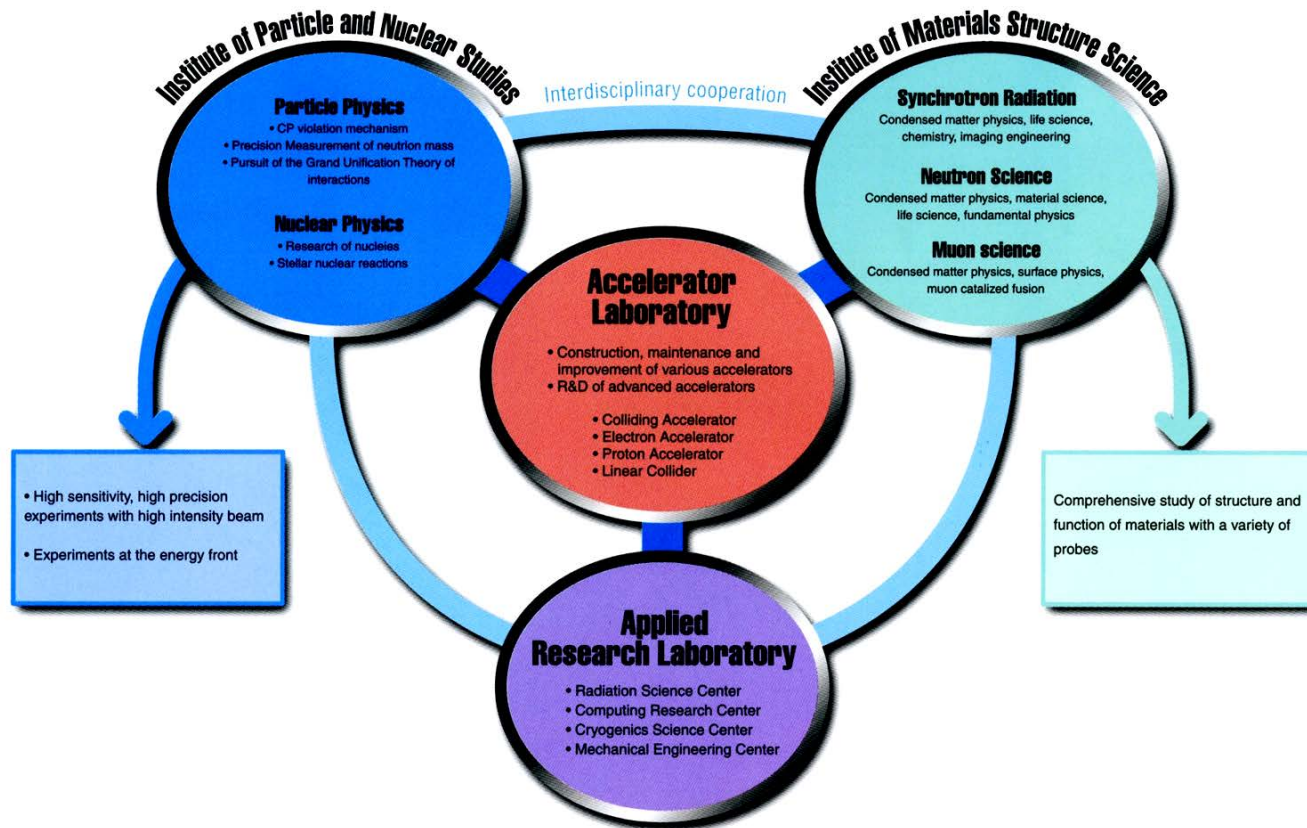 Institute of Particle and Nuclear Studies
Particle Physics
• CP violation mechanism
• Precision Measurement of neutrion mass
• Pursuit of the Grand Unification Theory of
interactions
Nuclear Physics
• Research of nucleies
• Stellar nuclear reactions
Interdisciplinary cooperation
Institute of Materials Structure Science
Synchrotron Radiation
Condensed matter physics, life science,
chemistry, imaging engineering
Neutron Science
Condensed matter physics, material science,
life science, fundamental physics
Muon science
Condensed matter physics, surface physics,
muon catalized fusion
Accelerator
Laboratory
• Construction, maintenance and
improvement of various accelerators
• R&D of advanced accelerators
• Colliding Accelerator
• Electron Accelerator
• Proton Accelerator
• Linear Collider
• High sensitivity, high precision
experiments with high intensity beam
• Experiments at the energy front
Comprehensive study of structure and
function of materials with a variety of
probes
Applied
Research Laboratory
• Radiation Science Center
• Computing Research Center
• Cryogenics Science Center
• Mechanical Engineering Center